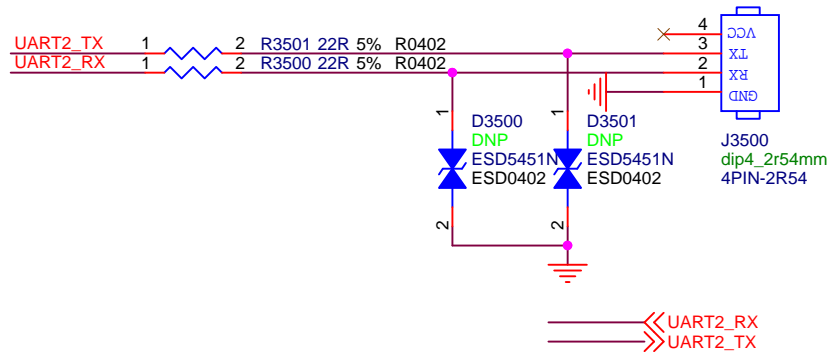 4 VCC
UART2_TX 1 2 R3501 22R 5% R0402 3 TX
UART2_RX 1 2 R3500 22R 5% R0402 2 RX
1 GND
1 D3500 1 D3501 J3500
DNP DNP dip4_2r54mm
ESD5451N ESD5451N 4PIN-2R54
ESD0402 ESD0402
2 2
UART2_RX
UART2_TX